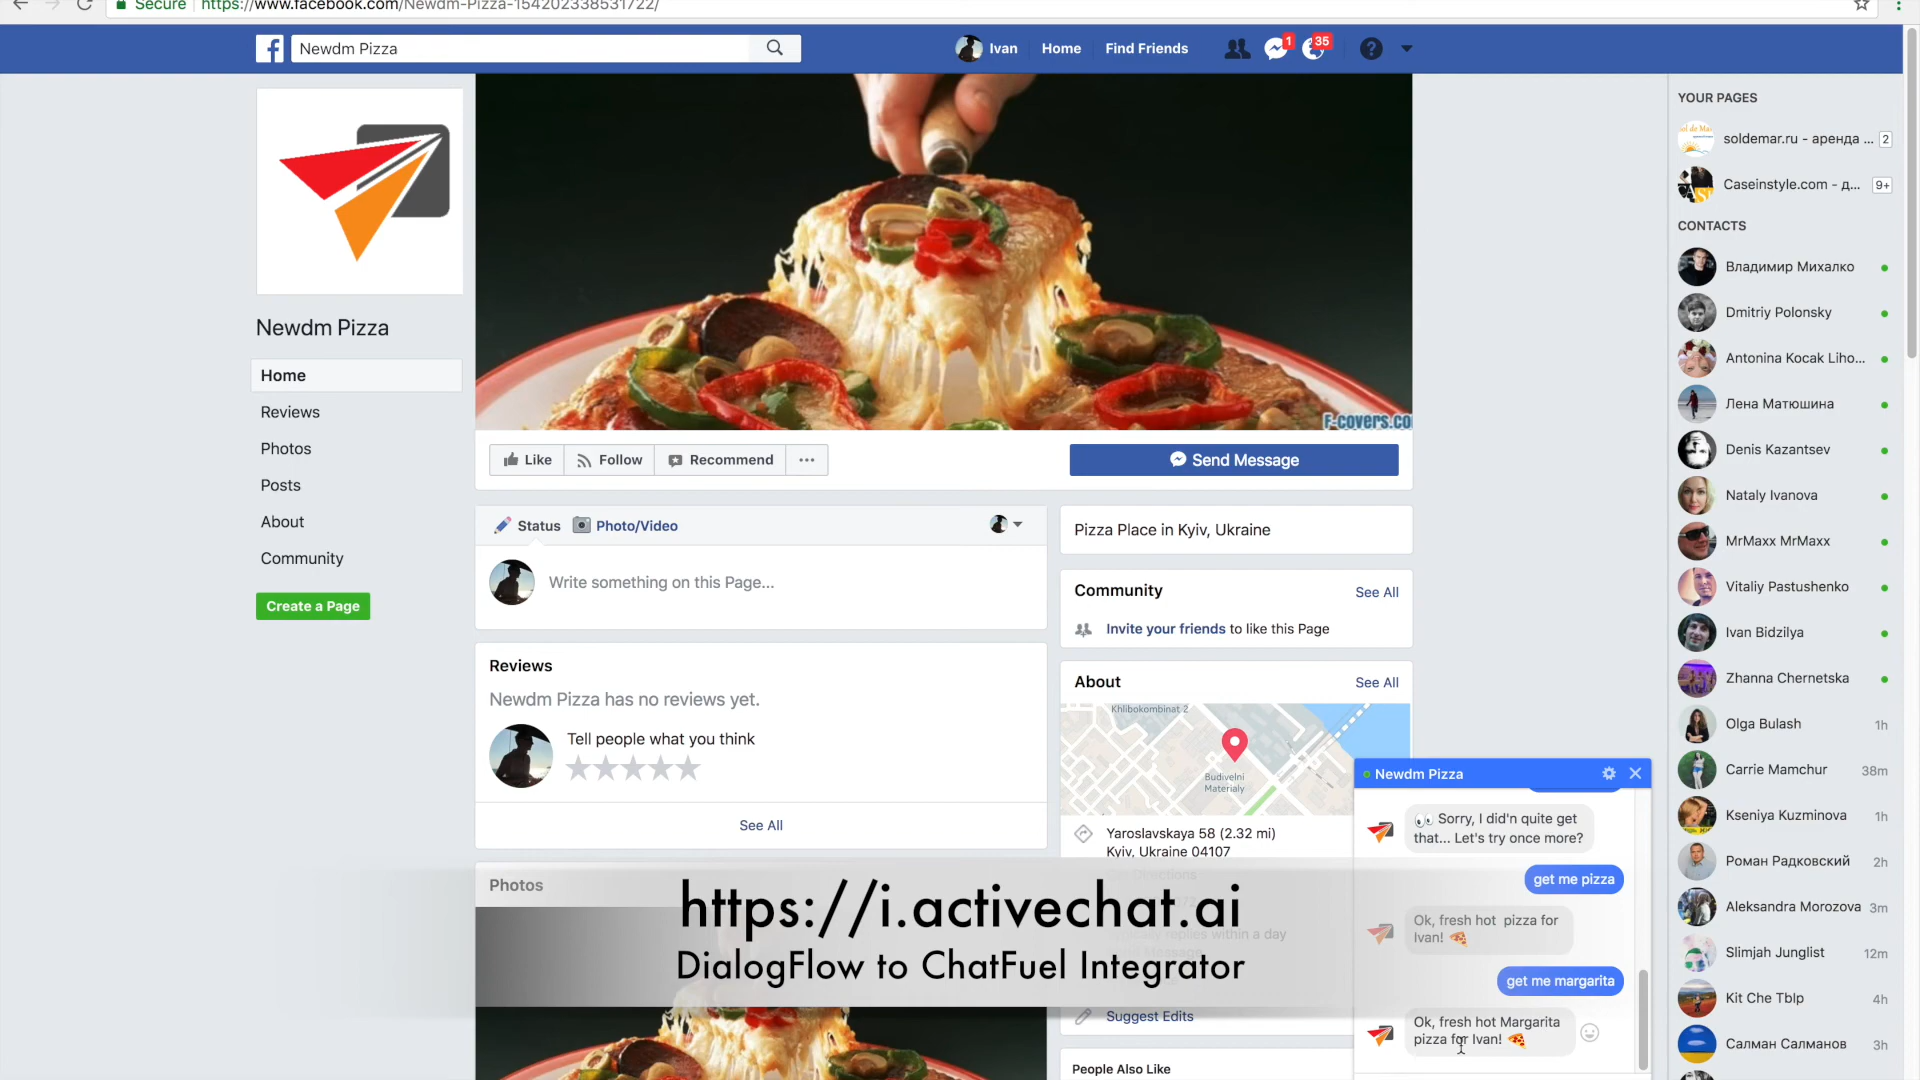 Secure https://www.facebook.com/Newdm-Pizza-154202338531722/
Newdm Pizza
Ivan
Home
Find Friends
1
35
Newdm Pizza
Home
Reviews
Photos
Posts
About
Community
Create a Page
F-covers.co
Like
Follow
Recommend
Send Message
Status
Photo/Video
Write something on this Page...
Reviews
Newdm Pizza has no reviews yet.
Tell people what you think
See All
Photos
Pizza Place in Kyiv, Ukraine
Community
See All
Invite your friends to like this Page
About
See All
Khlibokombinat 2
Budivelni
Materialy
Yaroslavskaya 58 (2.32 mi)
Kyiv, Ukraine 04107
Directions
replies within a day
Suggest Edits
People Also Like
https://i.activechat.ai
DialogFlow to ChatFuel Integrator
Newdm Pizza
Sorry, I did'n quite get
that... Let's try once more?
get me pizza
Ok, fresh hot pizza for
Ivan!
get me margarita
Ok, fresh hot Margarita
pizza for Ivan!
YOUR PAGES
soldemar.ru - аренда ...
2
Caseinstyle.com - д...
9+
CONTACTS
Владимир Михалко
Dmitriy Polonsky
Antonina Kocak Liho...
Лена Матюшина
Denis Kazantsev
Nataly Ivanova
MrMaxx MrMaxx
Vitaliy Pastushenko
Ivan Bidzilya
Zhanna Chernetska
Olga Bulash 1h
Carrie Mamchur 38m
Kseniya Kuzminova 1h
Роман Радковский 2h
Aleksandra Morozova 3m
Slimjah Junglist 12m
Kit Che Tblp 4h
Салман Салманов 3h